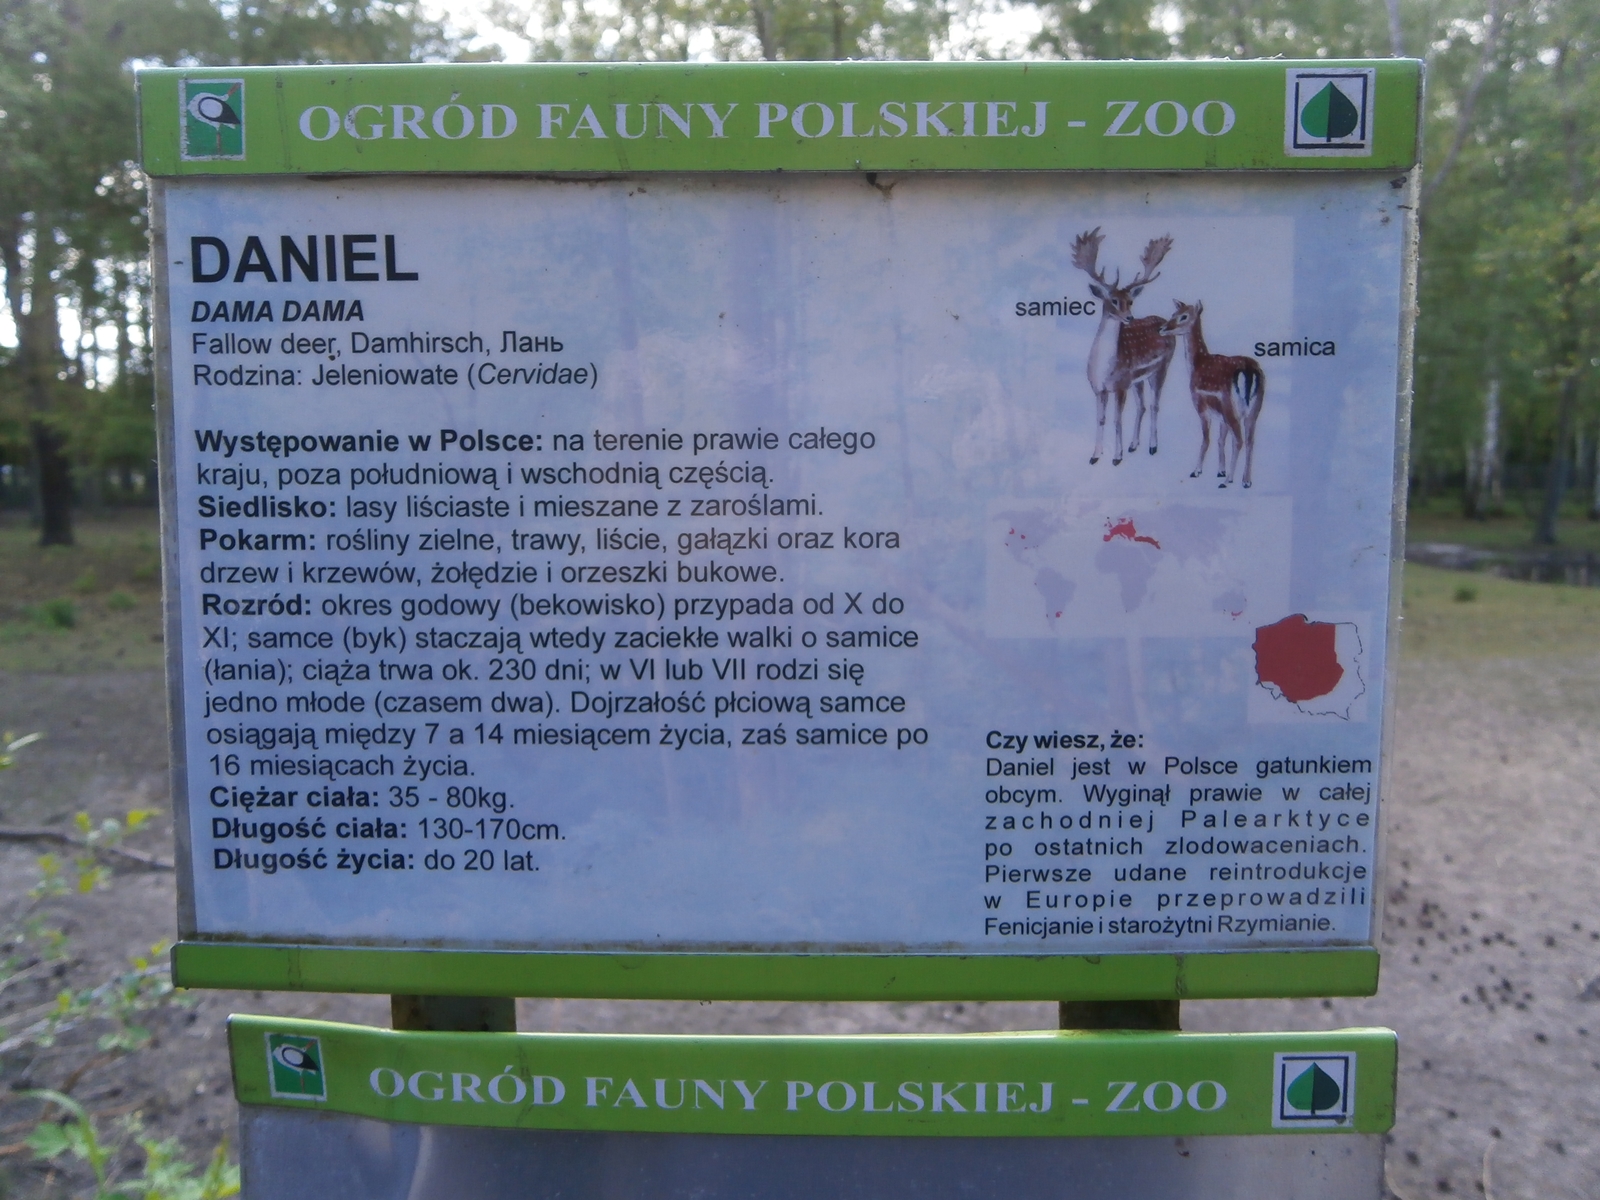 OGRÓD FAUNY POLSKIEJ - ZOO
DANIEL
DAMA DAMA
Fallow deer, Damhirsch, Лань
Rodzina: Jeleniowate (Cervidae)
samiec
samica
Występowanie w Polsce: na terenie prawie całego
kraju, poza południową i wschodnią częścią.
Siedlisko: lasy liściaste i mieszane z zaroślami.
Pokarm: rośliny zielne, trawy, liście, gałązki oraz kora
drzew i krzewów, żołędzie i orzeszki bukowe.
Rozród: okres godowy (bekowisko) przypada od X do
XI; samce (byk) staczają wtedy zaciekłe walki o samice
(łania); ciąża trwa ok. 230 dni; w VI lub VII rodzi się
jedno młode (czasem dwa). Dojrzałość płciową samce
osiągają między 7 a 14 miesiącem życia, zaś samice po
16 miesiącach życia.
Ciężar ciała: 35 - 80kg.
Długość ciała: 130-170cm.
Długość życia: do 20 lat.
Czy wiesz, że:
Daniel jest w Polsce gatunkiem
obcym. Wyginął prawie w całej
zachodniej Palearktyce
po ostatnich zlodowaceniach.
Pierwsze udane reintrodukcje
w Europie przeprowadzili
Fenicjanie i starożytni Rzymianie.
OGRÓD FAUNY POLSKIEJ - ZOO